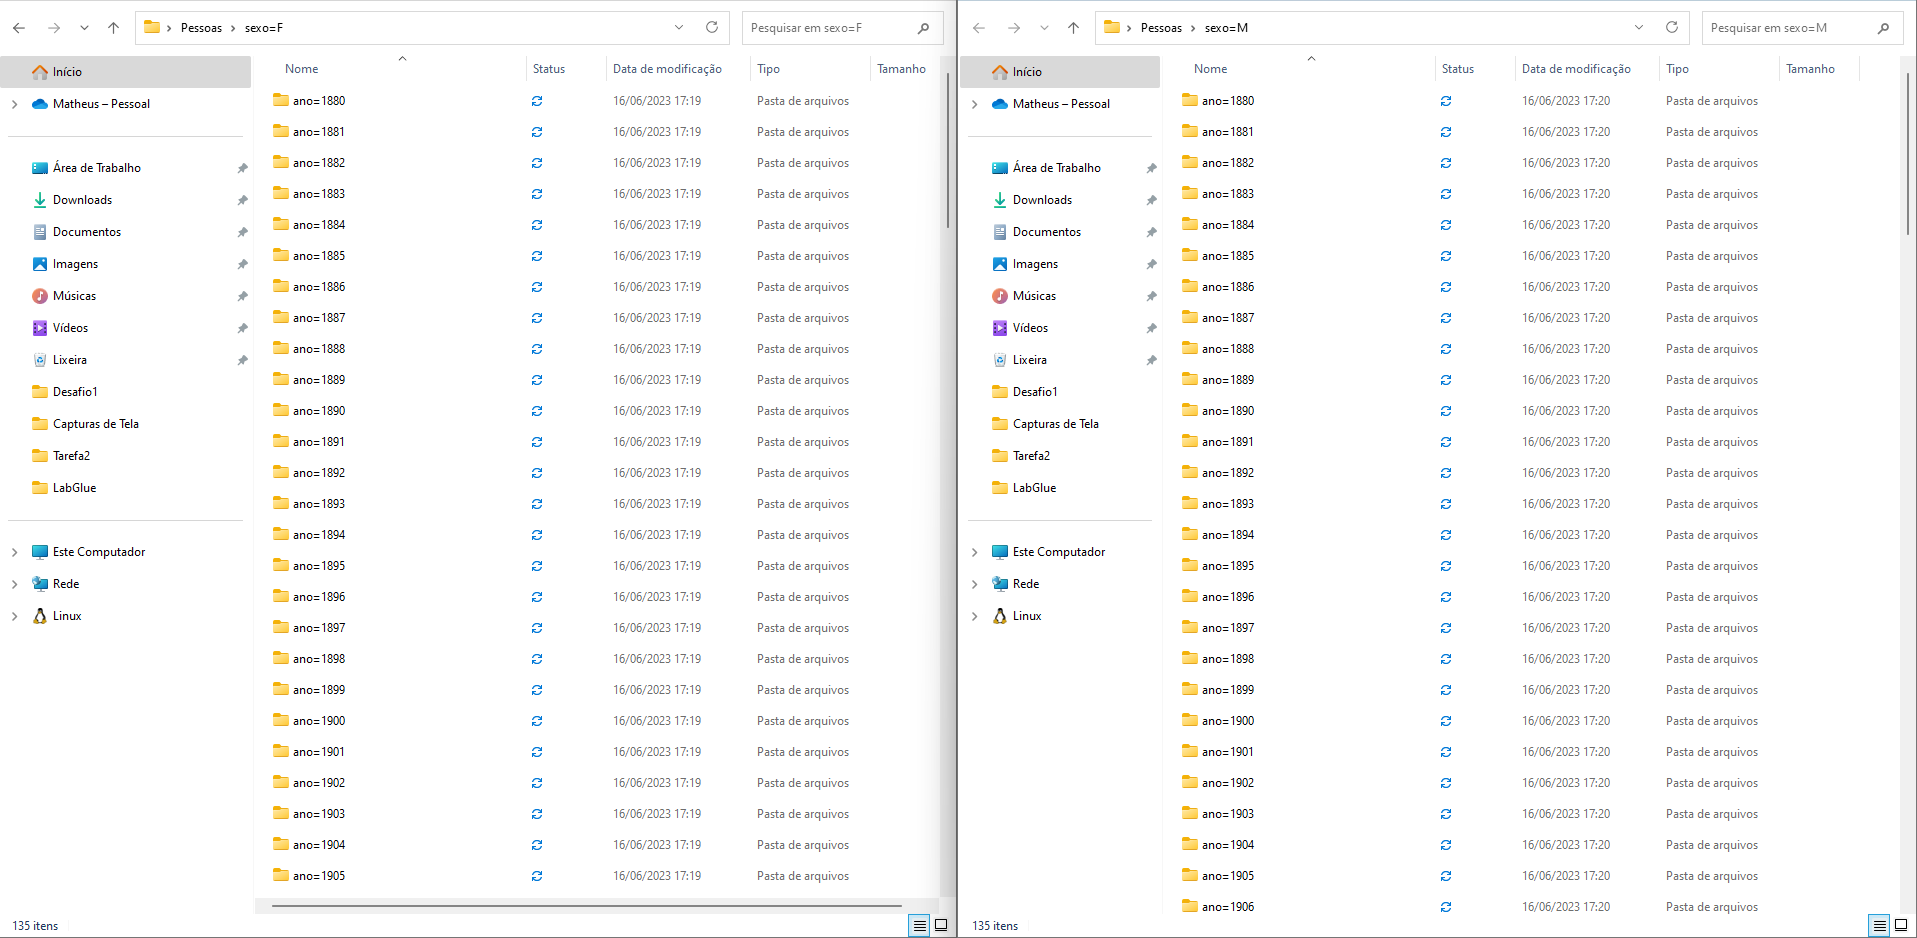 Pessoas › sexo=F
Pesquisar em sexo=F
Início
Matheus – Pessoal
Área de Trabalho
Downloads
Documentos
Imagens
Músicas
Vídeos
Lixeira
Desafio1
Capturas de Tela
Tarefa2
LabGlue
Este Computador
Rede
Linux
Nome Status Data de modificação Tipo Tamanho
ano=1880 16/06/2023 17:19 Pasta de arquivos
ano=1881 16/06/2023 17:19 Pasta de arquivos
ano=1882 16/06/2023 17:19 Pasta de arquivos
ano=1883 16/06/2023 17:19 Pasta de arquivos
ano=1884 16/06/2023 17:19 Pasta de arquivos
ano=1885 16/06/2023 17:19 Pasta de arquivos
ano=1886 16/06/2023 17:19 Pasta de arquivos
ano=1887 16/06/2023 17:19 Pasta de arquivos
ano=1888 16/06/2023 17:19 Pasta de arquivos
ano=1889 16/06/2023 17:19 Pasta de arquivos
ano=1890 16/06/2023 17:19 Pasta de arquivos
ano=1891 16/06/2023 17:19 Pasta de arquivos
ano=1892 16/06/2023 17:19 Pasta de arquivos
ano=1893 16/06/2023 17:19 Pasta de arquivos
ano=1894 16/06/2023 17:19 Pasta de arquivos
ano=1895 16/06/2023 17:19 Pasta de arquivos
ano=1896 16/06/2023 17:19 Pasta de arquivos
ano=1897 16/06/2023 17:19 Pasta de arquivos
ano=1898 16/06/2023 17:19 Pasta de arquivos
ano=1899 16/06/2023 17:19 Pasta de arquivos
ano=1900 16/06/2023 17:19 Pasta de arquivos
ano=1901 16/06/2023 17:19 Pasta de arquivos
ano=1902 16/06/2023 17:19 Pasta de arquivos
ano=1903 16/06/2023 17:19 Pasta de arquivos
ano=1904 16/06/2023 17:19 Pasta de arquivos
ano=1905 16/06/2023 17:19 Pasta de arquivos
135 itens
Pessoas › sexo=M
Pesquisar em sexo=M
Início
Matheus – Pessoal
Área de Trabalho
Downloads
Documentos
Imagens
Músicas
Vídeos
Lixeira
Desafio1
Capturas de Tela
Tarefa2
LabGlue
Este Computador
Rede
Linux
Nome Status Data de modificação Tipo Tamanho
ano=1880 16/06/2023 17:20 Pasta de arquivos
ano=1881 16/06/2023 17:20 Pasta de arquivos
ano=1882 16/06/2023 17:20 Pasta de arquivos
ano=1883 16/06/2023 17:20 Pasta de arquivos
ano=1884 16/06/2023 17:20 Pasta de arquivos
ano=1885 16/06/2023 17:20 Pasta de arquivos
ano=1886 16/06/2023 17:20 Pasta de arquivos
ano=1887 16/06/2023 17:20 Pasta de arquivos
ano=1888 16/06/2023 17:20 Pasta de arquivos
ano=1889 16/06/2023 17:20 Pasta de arquivos
ano=1890 16/06/2023 17:20 Pasta de arquivos
ano=1891 16/06/2023 17:20 Pasta de arquivos
ano=1892 16/06/2023 17:20 Pasta de arquivos
ano=1893 16/06/2023 17:20 Pasta de arquivos
ano=1894 16/06/2023 17:20 Pasta de arquivos
ano=1895 16/06/2023 17:20 Pasta de arquivos
ano=1896 16/06/2023 17:20 Pasta de arquivos
ano=1897 16/06/2023 17:20 Pasta de arquivos
ano=1898 16/06/2023 17:20 Pasta de arquivos
ano=1899 16/06/2023 17:20 Pasta de arquivos
ano=1900 16/06/2023 17:20 Pasta de arquivos
ano=1901 16/06/2023 17:20 Pasta de arquivos
ano=1902 16/06/2023 17:20 Pasta de arquivos
ano=1903 16/06/2023 17:20 Pasta de arquivos
ano=1904 16/06/2023 17:20 Pasta de arquivos
ano=1905 16/06/2023 17:20 Pasta de arquivos
ano=1906 16/06/2023 17:20 Pasta de arquivos
135 itens